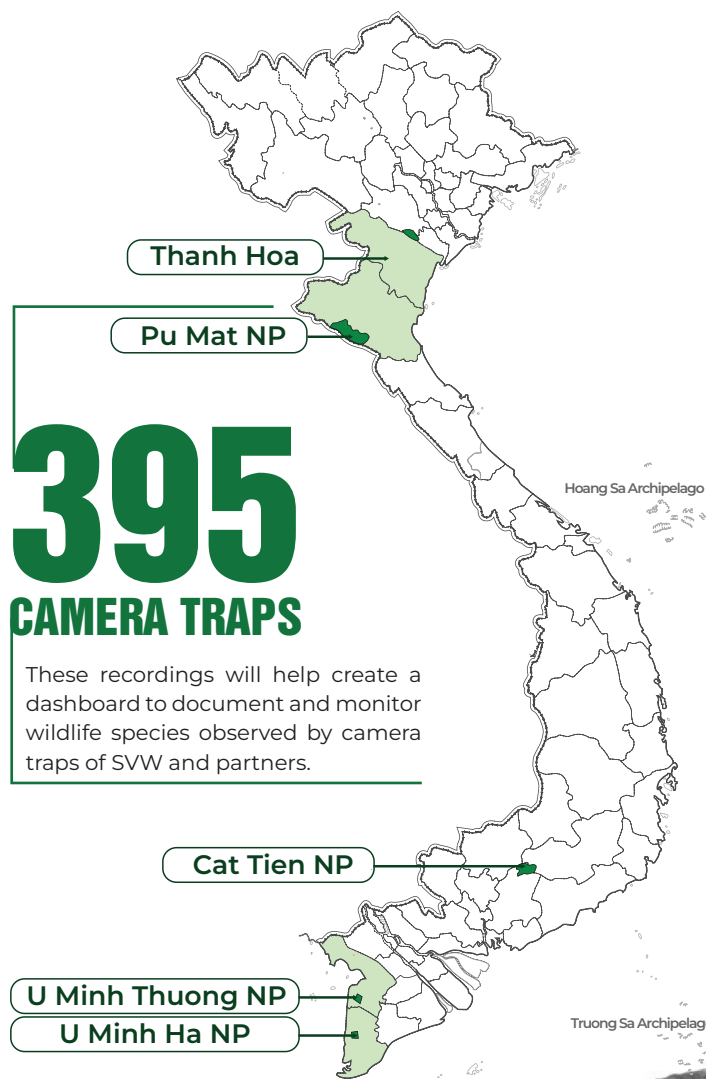 Thanh Hoa
Pu Mat NP
395
CAMERA TRAPS
These recordings will help create a
dashboard to document and monitor
wildlife species observed by camera
traps of SVW and partners.
Hoang Sa Archipelago
Cat Tien NP
U Minh Thuong NP
U Minh Ha NP
Truong Sa Archipelag